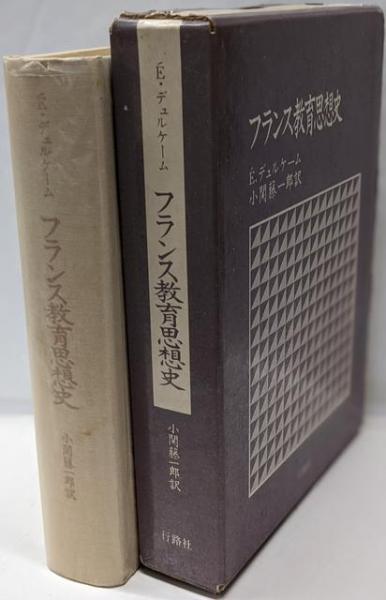 E・デュルケーム
フランス教育思想史
小関藤一郎訳
E・デュルケーム
フランス教育思想史
小関藤一郎訳
行路社
フランス教育思想史
E.デュルケーム
小関藤一郎訳